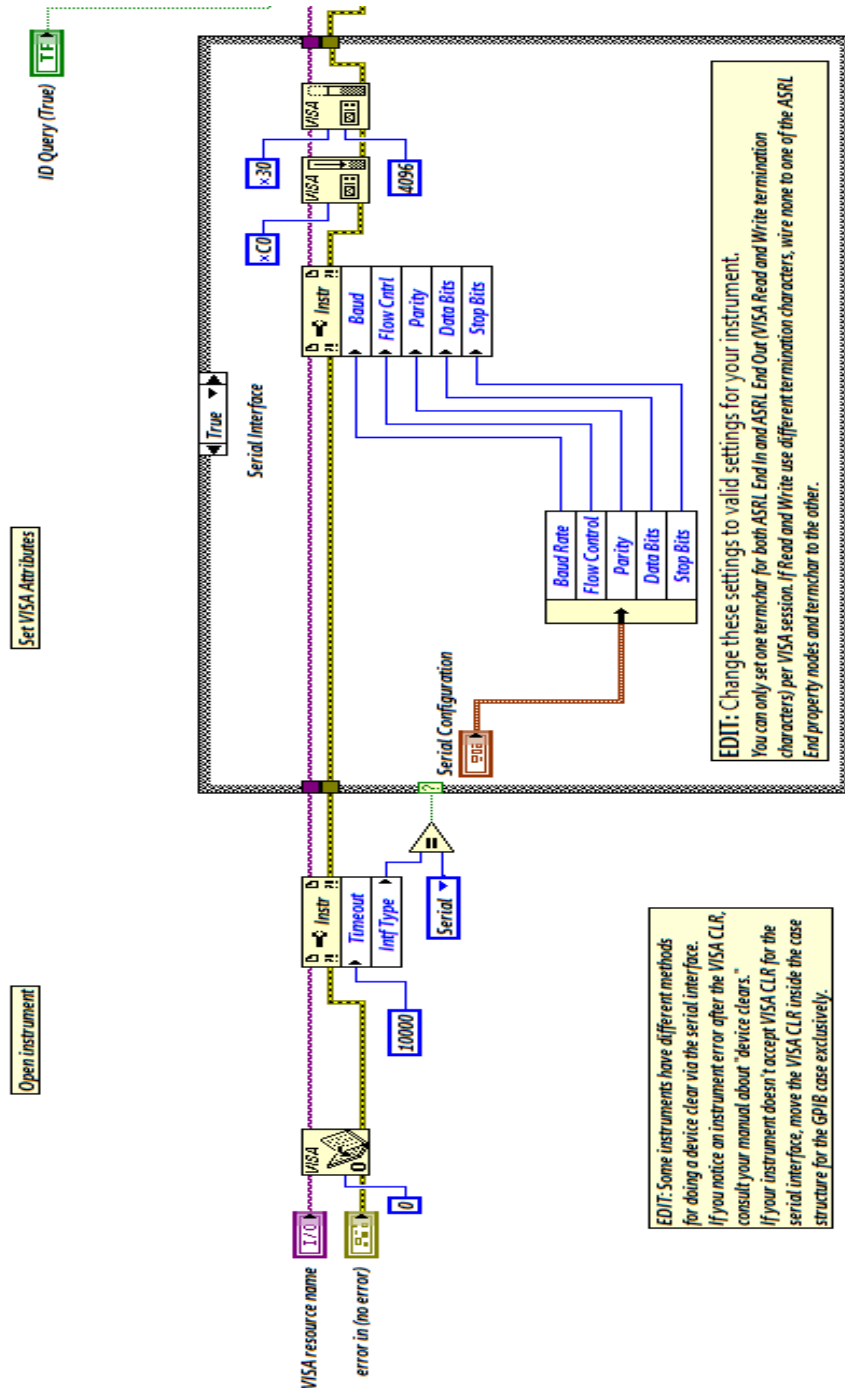 Open instrument
Set VISA Attributes
ID Query (True)
TF
VISA resource name
I/O
error in (no error)
VISA
0
10000
Instr
Timeout
Intf Type
Serial
=
?
True
Serial Interface
Serial Configuration
Baud Rate
Flow Control
Parity
Data Bits
Stop Bits
Instr
Baud
Flow Cntrl
Parity
Data Bits
Stop Bits
xC0
VISA
x30
4096
VISA
EDIT: Some instruments have different methods
for doing a device clear via the serial interface.
If you notice an instrument error after the VISA CLR,
consult your manual about "device clears."
If your instrument doesn't accept VISA CLR for the
serial interface, move the VISA CLR inside the case
structure for the GPIB case exclusively.
EDIT: Change these settings to valid settings for your instrument.
You can only set one termchar for both ASRL End In and ASRL End Out (VISA Read and Write termination
characters) per VISA session. If Read and Write use different termination characters, wire none to one of the ASRL
End property nodes and termchar to the other.